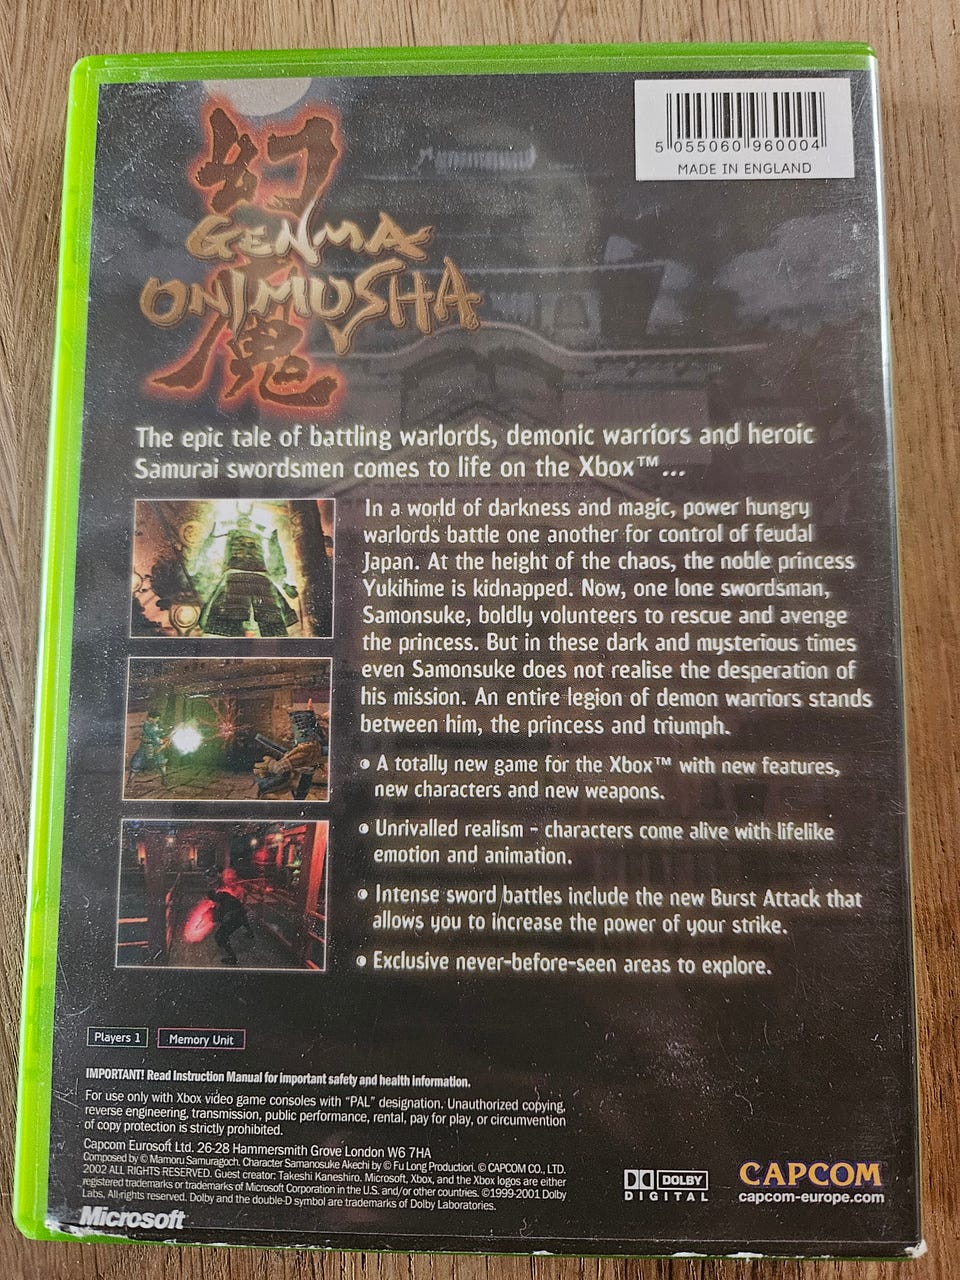 5 055060 960004
MADE IN ENGLAND
幻
GENMA
ONIMUSHA
魔
The epic tale of battling warlords, demonic warriors and heroic
Samurai swordsmen comes to life on the Xbox™...
In a world of darkness and magic, power hungry
warlords battle one another for control of feudal
Japan. At the height of the chaos, the noble princess
Yukihime is kidnapped. Now, one lone swordsman,
Samonsuke, boldly volunteers to rescue and avenge
the princess. But in these dark and mysterious times
even Samonsuke does not realise the desperation of
his mission. An entire legion of demon warriors stands
between him, the princess and triumph.
• A totally new game for the Xbox™ with new features,
new characters and new weapons.
• Unrivalled realism - characters come alive with lifelike
emotion and animation.
• Intense sword battles include the new Burst Attack that
allows you to increase the power of your strike.
• Exclusive never-before-seen areas to explore.
Players 1
Memory Unit
IMPORTANT! Read Instruction Manual for important safety and health information.
For use only with Xbox video game consoles with "PAL" designation. Unauthorized copying,
reverse engineering, transmission, public performance, rental, pay for play, or circumvention
of copy protection is strictly prohibited.
Capcom Eurosoft Ltd. 26-28 Hammersmith Grove London W6 7HA
Composed by © Mamoru Samuragoch. Character Samanosuke Akechi by © Fu Long Production. © CAPCOM CO., LTD.
2002 ALL RIGHTS RESERVED. Guest creator: Takeshi Kaneshiro. Microsoft, Xbox, and the Xbox logos are either
registered trademarks or trademarks of Microsoft Corporation in the U.S. and/or other countries. ©1999-2001 Dolby
Labs, All rights reserved. Dolby and the double-D symbol are trademarks of Dolby Laboratories.
DOLBY
DIGITAL
CAPCOM
capcom-europe.com
Microsoft